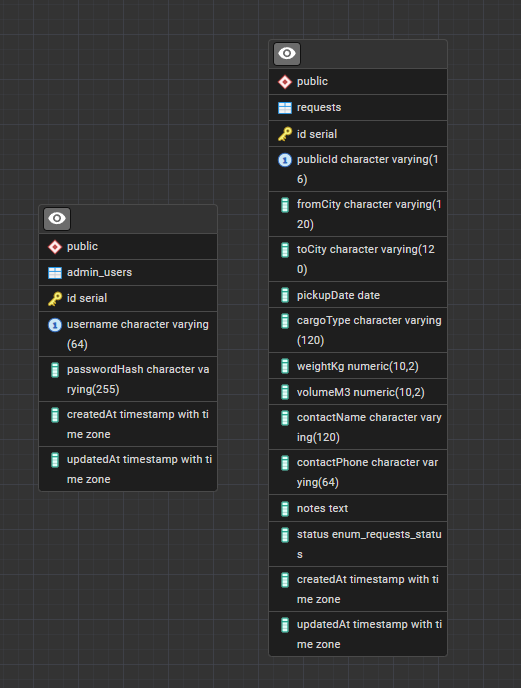 public
admin_users
id serial
username character varying
(64)
passwordHash character va
rying(255)
createdAt timestamp with ti
me zone
updatedAt timestamp with ti
me zone
public
requests
id serial
publicId character varying(1
6)
fromCity character varying(1
20)
toCity character varying(12
0)
pickupDate date
cargoType character varying
(120)
weightKg numeric(10,2)
volumeM3 numeric(10,2)
contactName character vary
ing(120)
contactPhone character var
ying(64)
notes text
status enum_requests_statu
s
createdAt timestamp with ti
me zone
updatedAt timestamp with ti
me zone